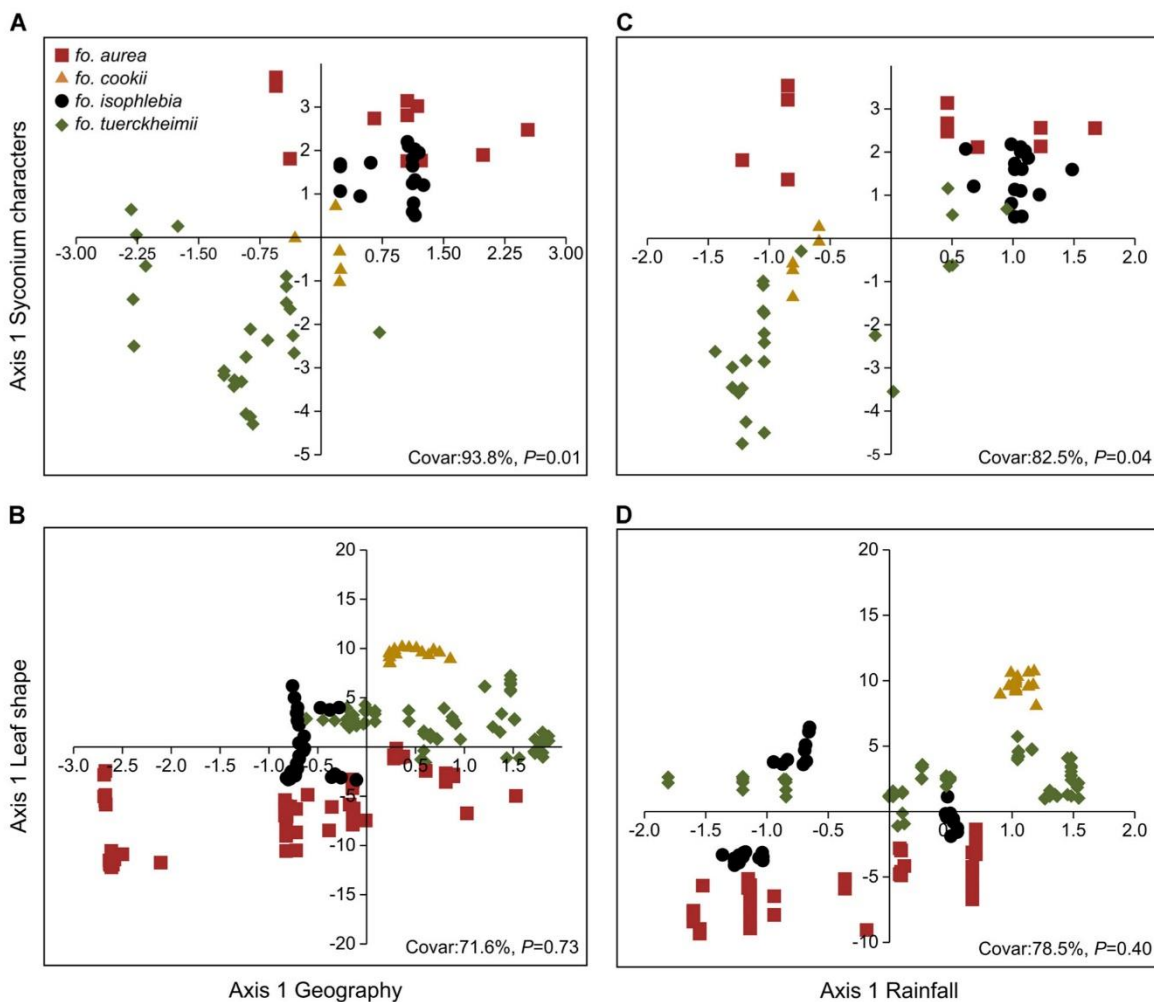 A
fo. aurea
fo. cookii
fo. isophlebia
fo. tuerckheimii
3
2
1
-3.00 -2.25 -1.50 -0.75 0.75 1.50 2.25 3.00
-1
-2
-3
-4
-5
Covar:93.8%, P=0.01
Axis 1 Syconium characters
C
3
2
1
-2.0 -1.5 -1.0 -0.5 0.5 1.0 1.5 2.0
-1
-2
-3
-4
-5
Covar:82.5%, P=0.04
B
20
15
10
5
-3.0 -2.5 -2.0 -1.5 -1.0 -0.5 0.5 1.0 1.5
-5
-10
-15
-20
Covar:71.6%, P=0.73
Axis 1 Leaf shape
Axis 1 Geography
D
20
15
10
5
-2.0 -1.5 -1.0 -0.5 0.5 1.0 1.5 2.0
-5
-10
Covar:78.5%, P=0.40
Axis 1 Rainfall